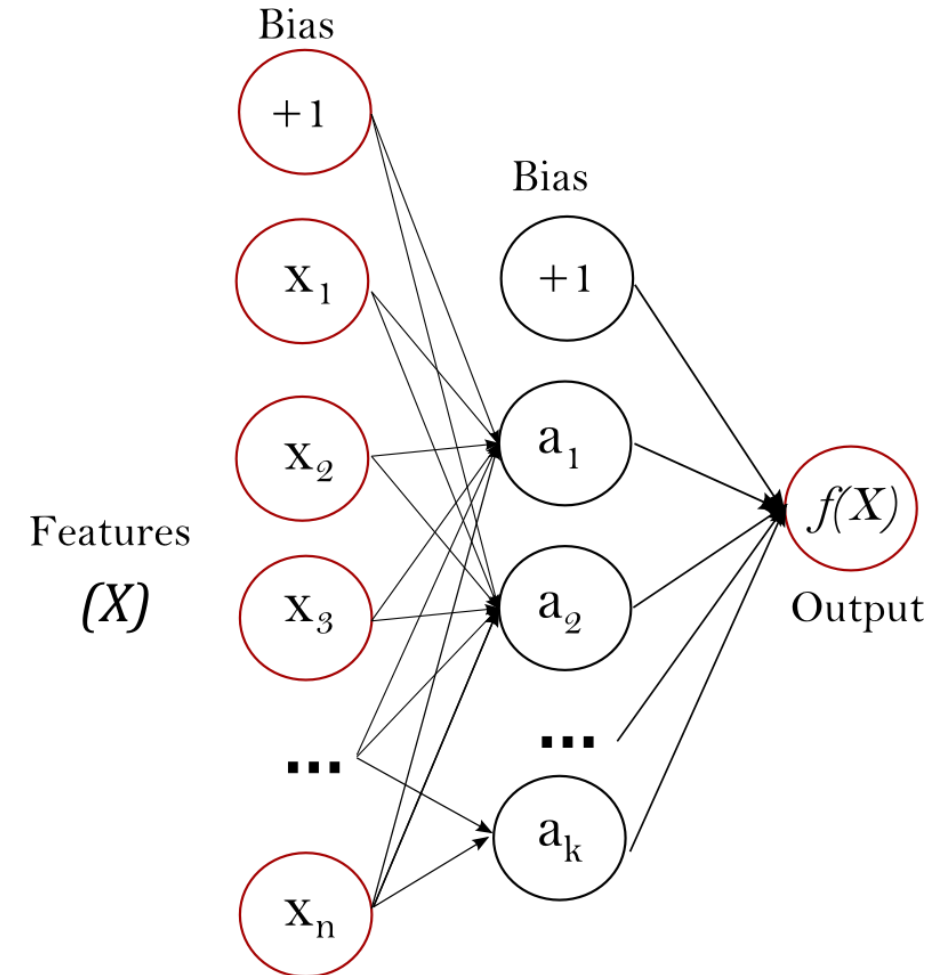 Bias
+1
Bias
x₁
+1
x₂
a₁
Features
(X)
f(X)
x₃
a₂
Output
...
...
aₖ
xₙ